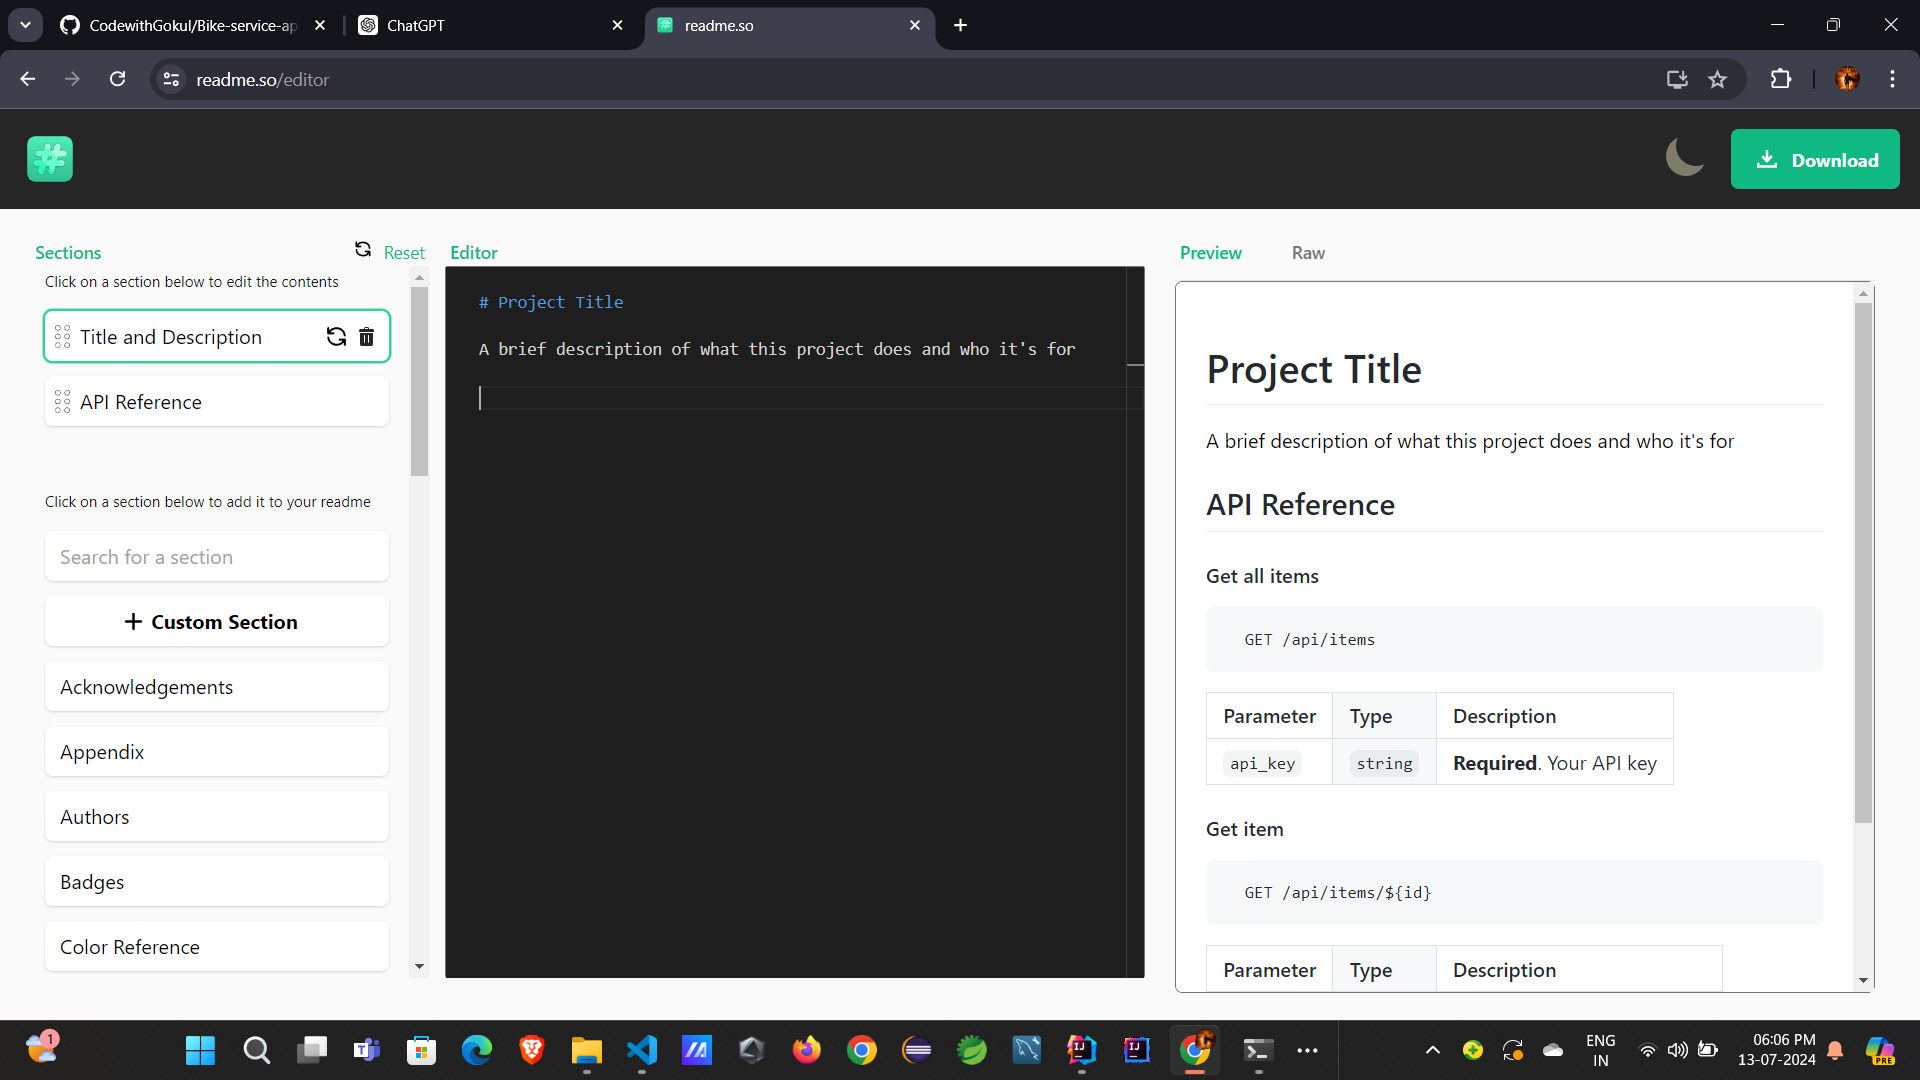 CodewithGokul/Bike-service-ap
ChatGPT
readme.so
readme.so/editor
Download
Sections
Reset
Editor
Preview
Raw
Click on a section below to edit the contents
Title and Description
API Reference
Click on a section below to add it to your readme
Search for a section
+ Custom Section
Acknowledgements
Appendix
Authors
Badges
Color Reference
# Project Title
A brief description of what this project does and who it's for
Project Title
A brief description of what this project does and who it's for
API Reference
Get all items
GET /api/items
Parameter Type Description
api_key string Required. Your API key
Get item
GET /api/items/${id}
Parameter Type Description
1
ENG
IN
06:06 PM
13-07-2024
PRE